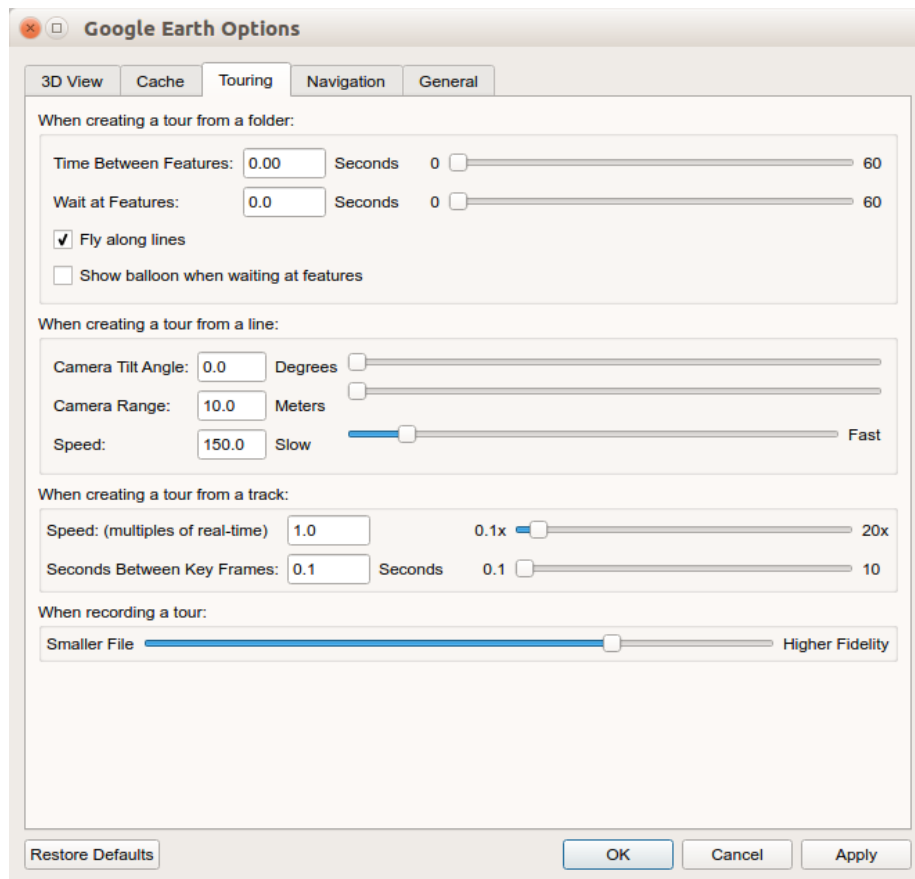 Google Earth Options
3D View Cache Touring Navigation General
When creating a tour from a folder:
Time Between Features: 0.00 Seconds 0 60
Wait at Features: 0.0 Seconds 0 60
Fly along lines
Show balloon when waiting at features
When creating a tour from a line:
Camera Tilt Angle: 0.0 Degrees
Camera Range: 10.0 Meters
Speed: 150.0 Slow Fast
When creating a tour from a track:
Speed: (multiples of real-time) 1.0 0.1x 20x
Seconds Between Key Frames: 0.1 Seconds 0.1 10
When recording a tour:
Smaller File Higher Fidelity
Restore Defaults OK Cancel Apply